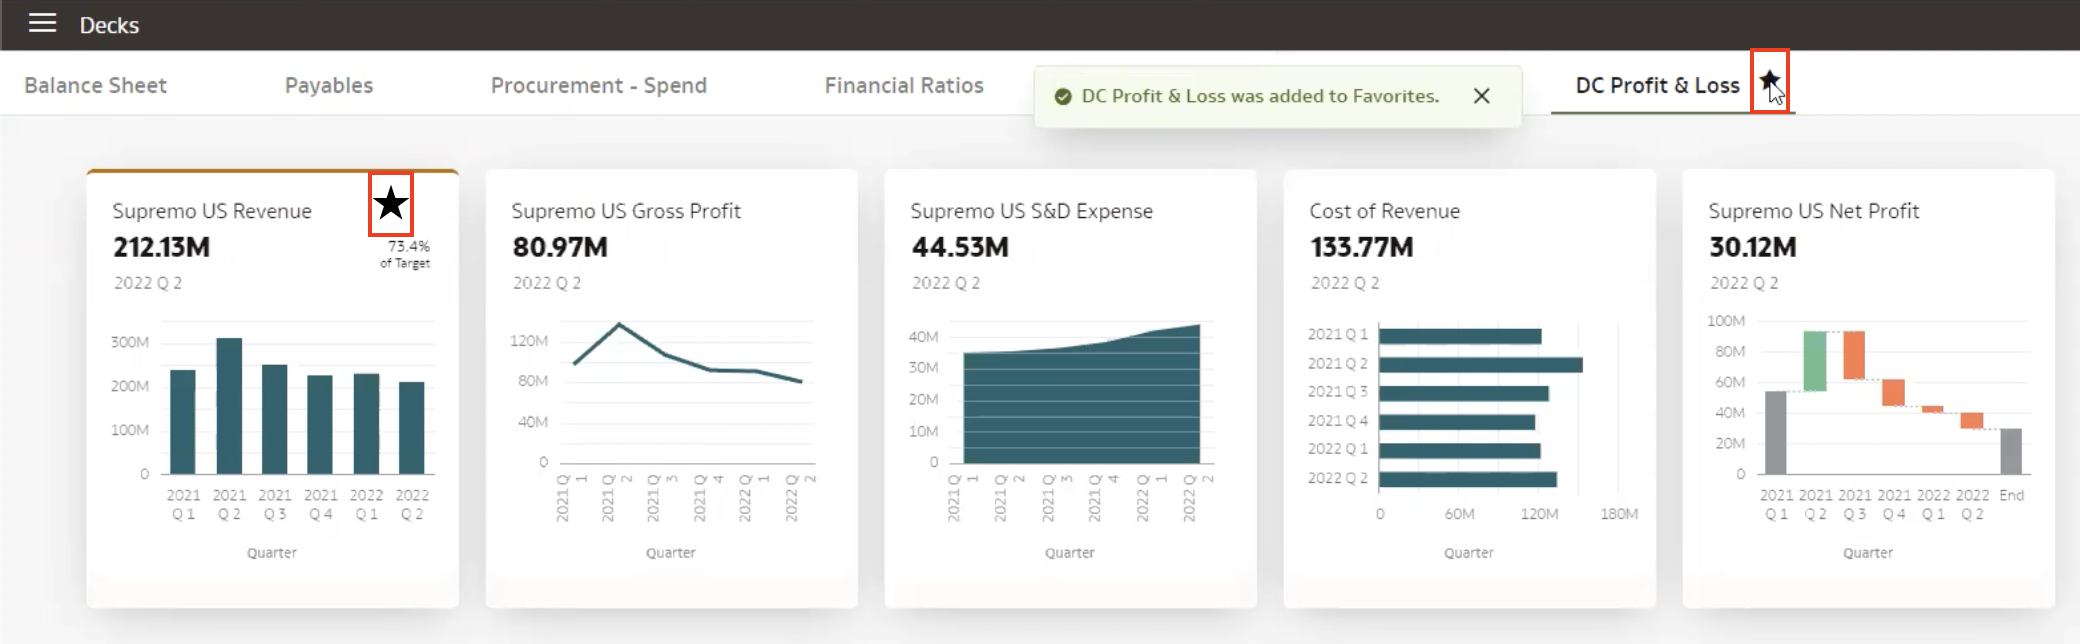 Decks
Balance Sheet
Payables
Procurement - Spend
Financial Ratios
DC Profit & Loss was added to Favorites.
DC Profit & Loss
Supremo US Revenue
212.13M
73.4%
of Target
2022 Q 2
300M
200M
100M
0
2021 2021 2021 2021 2022 2022
Q 1 Q 2 Q 3 Q 4 Q 1 Q 2
Quarter
Supremo US Gross Profit
80.97M
2022 Q 2
120M
80M
40M
0
2021 Q 1
2021 Q 2
2021 Q 3
2021 Q 4
2022 Q 1
2022 Q 2
Quarter
Supremo US S&D Expense
44.53M
2022 Q 2
40M
30M
20M
10M
0
2021 Q 1
2021 Q 2
2021 Q 3
2021 Q 4
2022 Q 1
2022 Q 2
Quarter
Cost of Revenue
133.77M
2022 Q 2
2021 Q 1
2021 Q 2
2021 Q 3
2021 Q 4
2022 Q 1
2022 Q 2
0 60M 120M 180M
Quarter
Supremo US Net Profit
30.12M
2022 Q 2
100M
80M
60M
40M
20M
0
2021 2021 2021 2021 2022 2022 End
Q 1 Q 2 Q 3 Q 4 Q 1 Q 2
Quarter